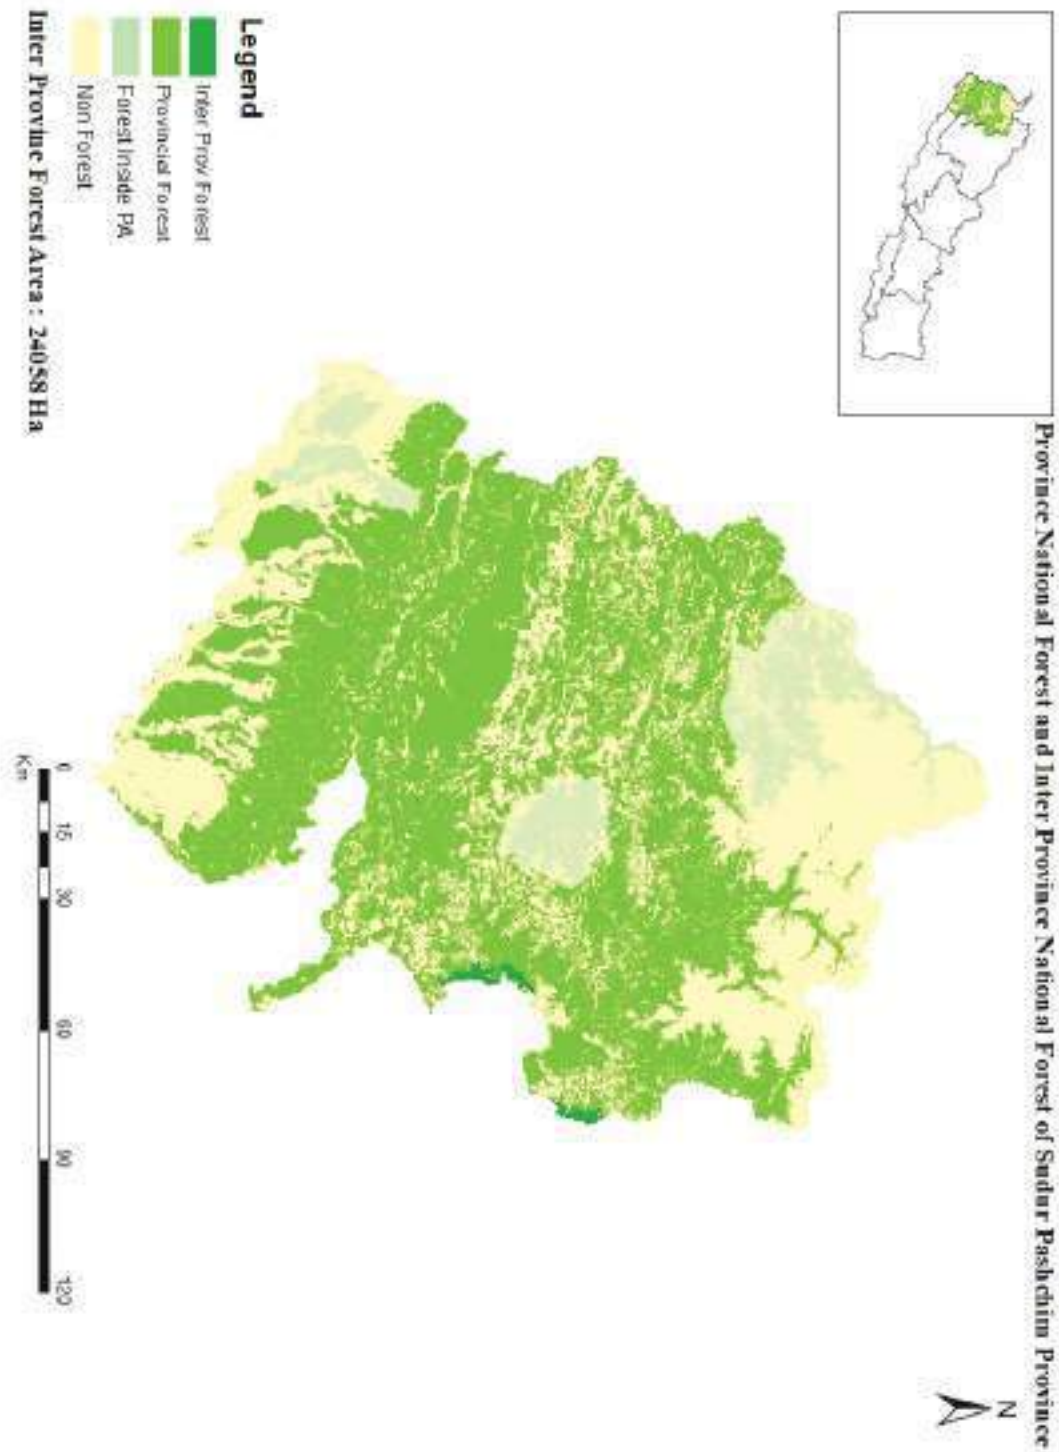 Province National Forest and Inter Province National Forest of Sudur Pashchim Province
N
Legend
Inter Prov Forest
Provincial Forest
Forest Inside PA
Non Forest
Inter Provine Forest Area : 24058 Ha
0 15 30 60 90 120
Km